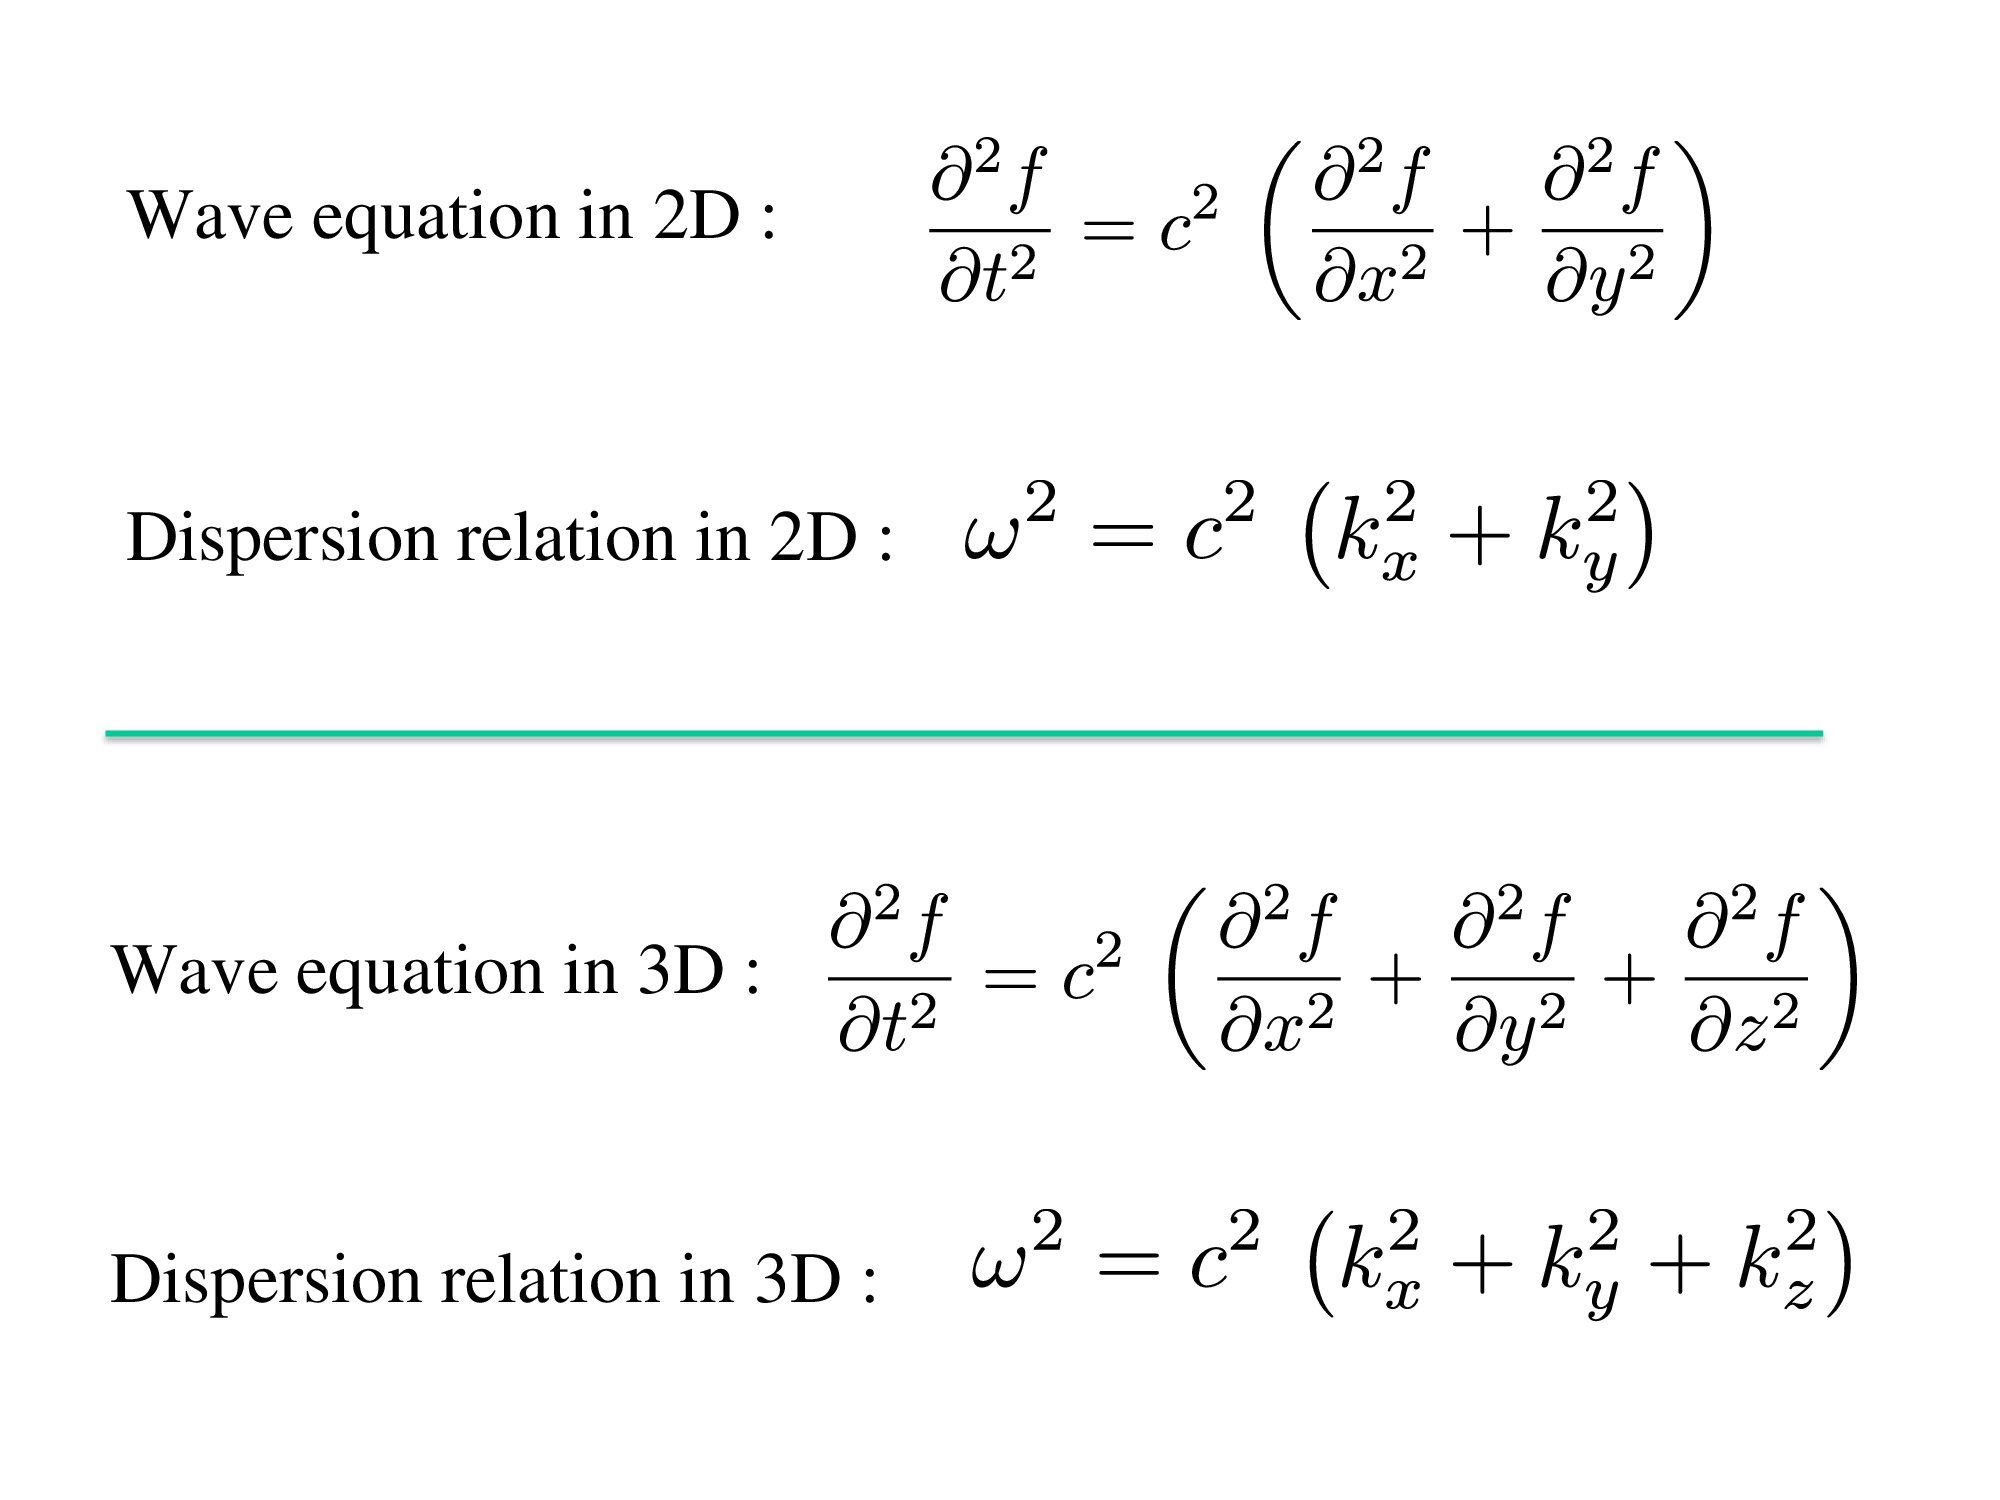 Wave equation in 2D : $\frac{\partial^2 f}{\partial t^2} = c^2 \left( \frac{\partial^2 f}{\partial x^2} + \frac{\partial^2 f}{\partial y^2} \right)$
Dispersion relation in 2D : $\omega^2 = c^2 \left( k_x^2 + k_y^2 \right)$
Wave equation in 3D : $\frac{\partial^2 f}{\partial t^2} = c^2 \left( \frac{\partial^2 f}{\partial x^2} + \frac{\partial^2 f}{\partial y^2} + \frac{\partial^2 f}{\partial z^2} \right)$
Dispersion relation in 3D : $\omega^2 = c^2 \left( k_x^2 + k_y^2 + k_z^2 \right)$